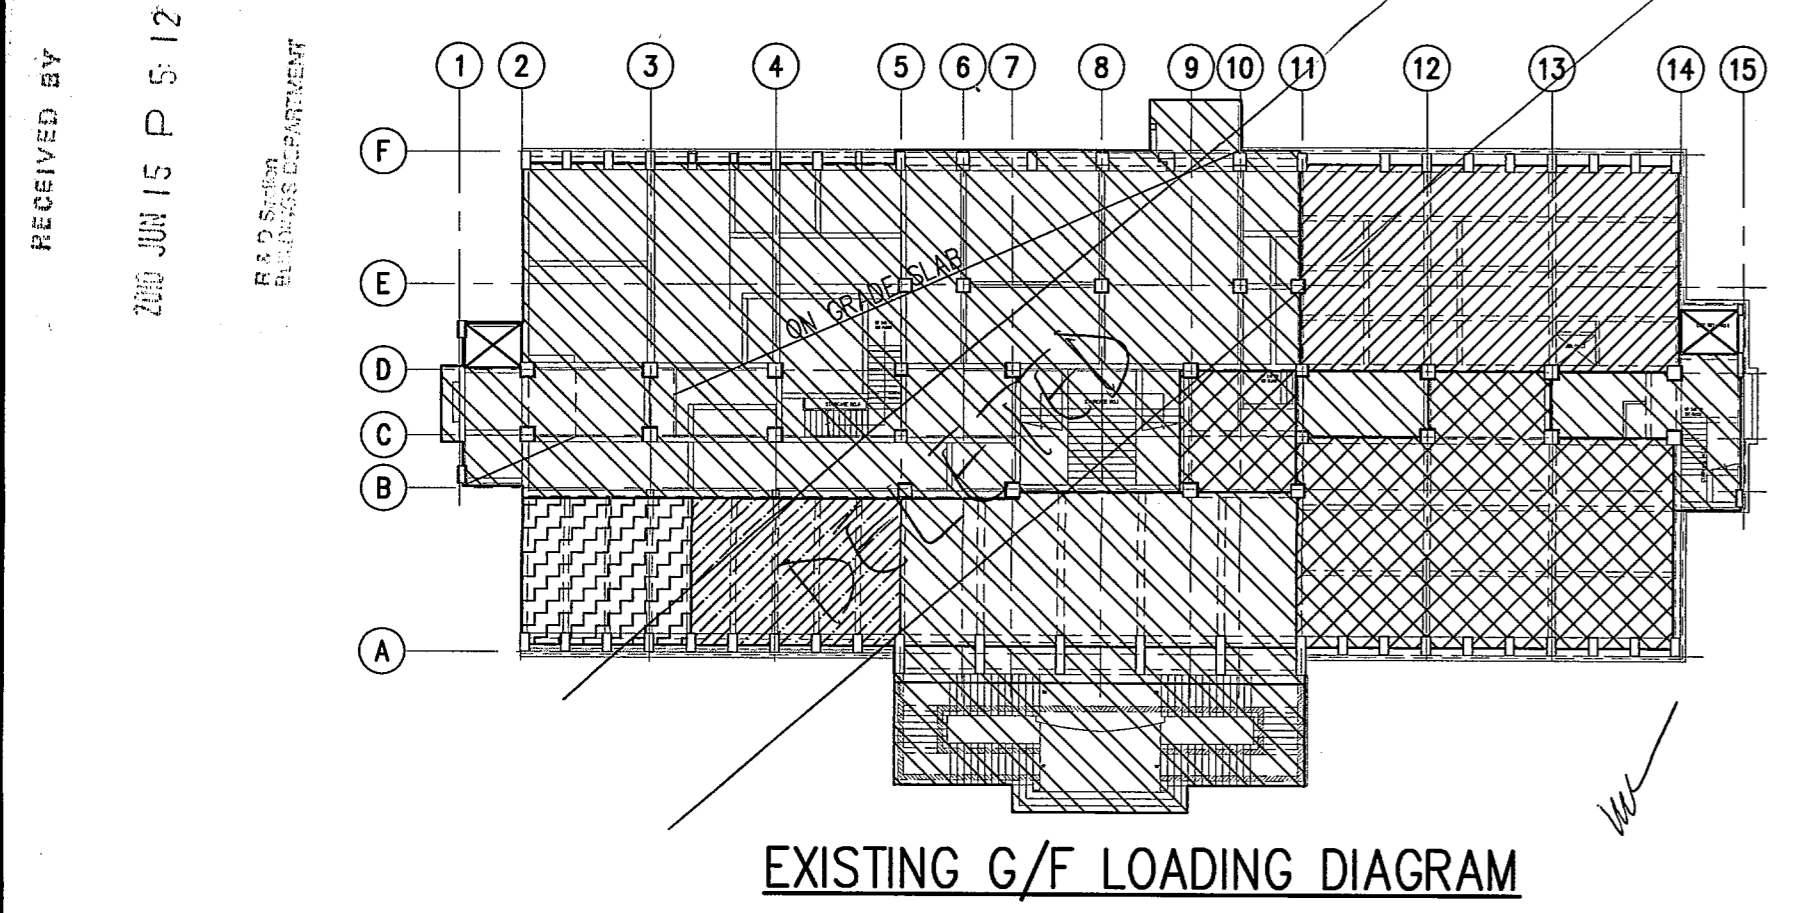 RECEIVED BY
2010 JUN 15 P 5: 12
BUILDINGS DEPARTMENT
1 2 3 4 5 6 7 8 9 10 11 12 13 14 15
F
E
D
C
B
A
ON GRADE SLAB
EXISTING G/F LOADING DIAGRAM